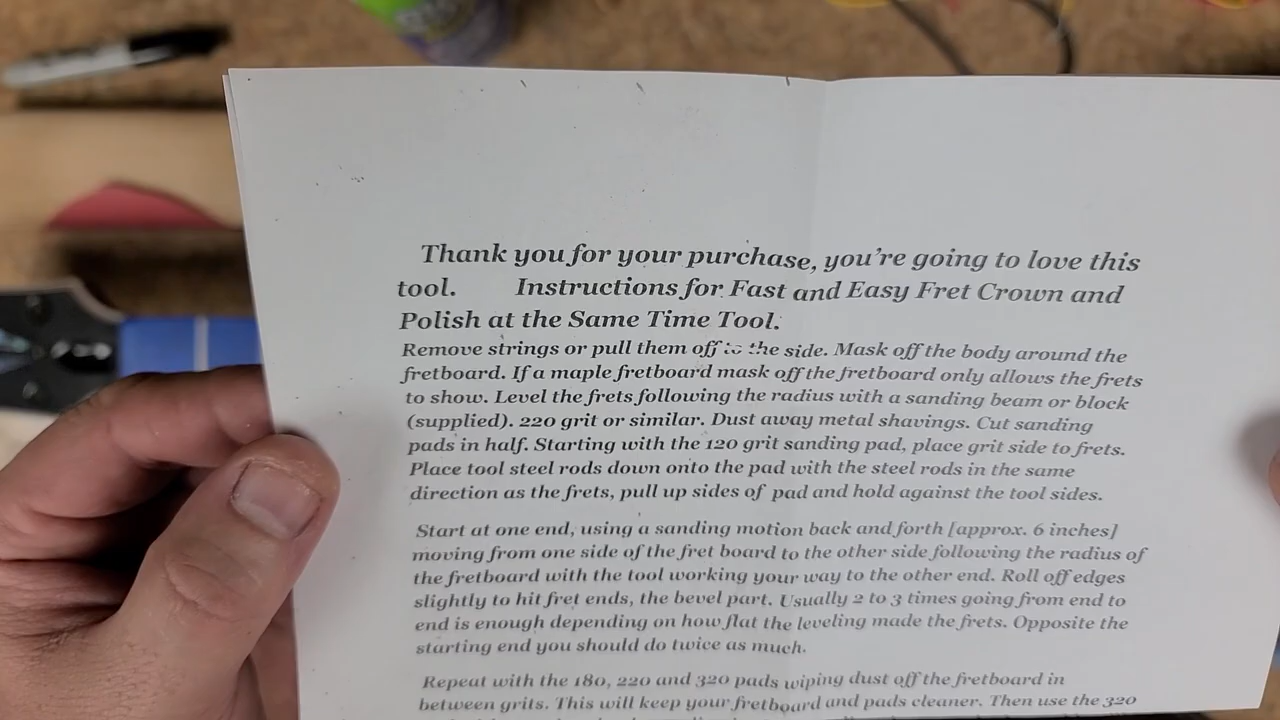 Thank you for your purchase, you're going to love this
tool. Instructions for Fast and Easy Fret Crown and
Polish at the Same Time Tool.
Remove strings or pull them off to the side. Mask off the body around the
fretboard. If a maple fretboard mask off the fretboard only allows the frets
to show. Level the frets following the radius with a sanding beam or block
(supplied). 220 grit or similar. Dust away metal shavings. Cut sanding
pads in half. Starting with the 120 grit sanding pad, place grit side to frets.
Place tool steel rods down onto the pad with the steel rods in the same
direction as the frets, pull up sides of pad and hold against the tool sides.
Start at one end, using a sanding motion back and forth [approx. 6 inches]
moving from one side of the fret board to the other side following the radius of
the fretboard with the tool working your way to the other end. Roll off edges
slightly to hit fret ends, the bevel part. Usually 2 to 3 times going from end to
end is enough depending on how flat the leveling made the frets. Opposite the
starting end you should do twice as much.
Repeat with the 180, 220 and 320 pads wiping dust off the fretboard in
between grits. This will keep your fretboard and pads cleaner. Then use the 320